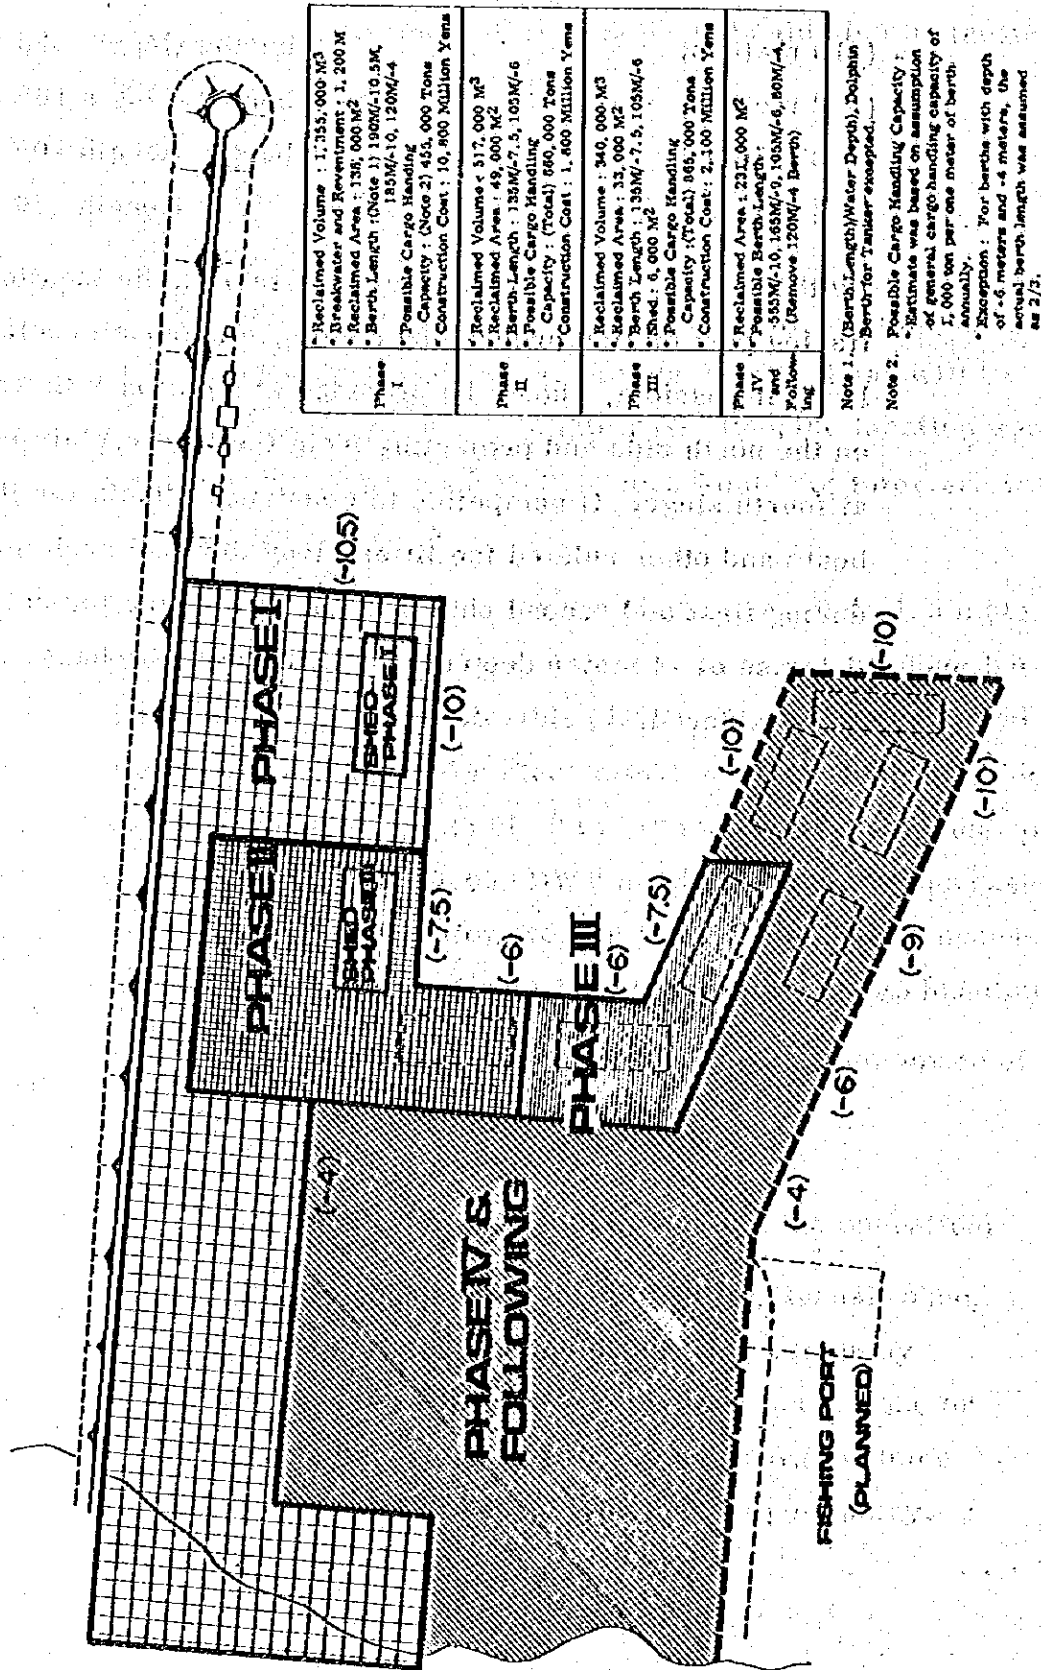 Phase I
* Reclaimed Volume : 1,355,000 M3
* Breakwater and Reventment : 1,200 M
* Reclaimed Area : 138,000 M2
* Berth Length : (Note 1) 190M/-10.5M,
185M/-10, 120M/-4
* Possible Cargo Handing
Capacity : (Note 2) 455,000 Tons
* Construction Cost : 10,800 Million Yens
Phase II
* Reclaimed Volume : 517,000 M3
* Reclaimed Area : 49,000 M2
* Berth Length : 135M/-7.5, 105M/-6
* Possible Cargo Handling
Capacity : (Total) 660,000 Tons
* Construction Cost : 1,800 Million Yens
Phase III
* Reclaimed Volume : 340,000 M3
* Reclaimed Area : 33,000 M2
* Berth Length : 135M/-7.5, 105M/-6
* Shed : 6,000 M2
* Possible Cargo Handling
Capacity : (Total) 865,000 Tons
* Construction Cost : 2,100 Million Yens
Phase IV and Following
* Reclaimed Area : 231,000 M2
* Possible Berth Length :
555M/-10, 165M/-9, 105M/-6, 80M/-4,
(Remove 120M/-4 Berth)
Note 1. (Berth Length)/Water Depth), Dolphin
Berth for Tanker excepted.
Note 2. Possible Cargo Handling Capacity :
* Estimate was based on assumption
of general cargo handling capacity of
1,000 ton per one meter of berth
annually.
* Exception : For berths with depth
of -6 meters and -4 meters, the
actual berth length was assumed
as 2/3.
PHASE I
(-10.5)
SHED
PHASE II
(-10)
PHASE II
SHED
PHASE III
(-7.5)
(-6)
PHASE III
(-6)
(-7.5)
(-10)
(-10)
(-10)
(-9)
(-6)
(-4)
(-4)
PHASE IV &
FOLLOWING
FISHING PORT
(PLANNED)